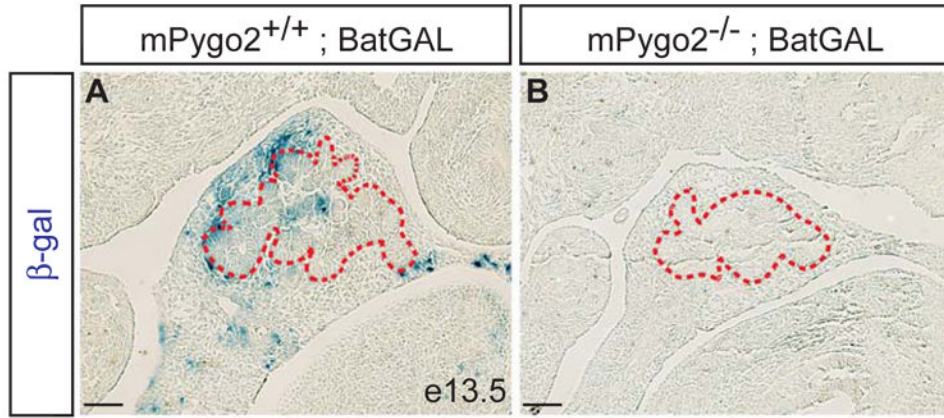 mPygo2+/+ ; BatGAL
mPygo2-/- ; BatGAL
β-gal
A
B
e13.5